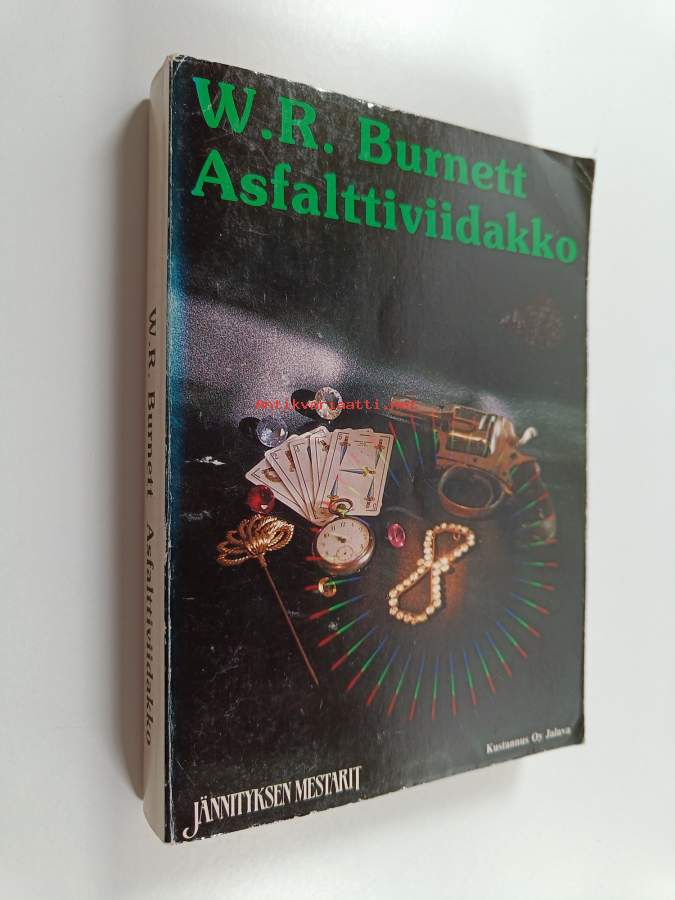 W.R. Burnett
Asfalttiviidakko
W.R. Burnett Asfalttiviidakko
Antikvariaatti.net
Kustannus Oy Jalava
JÄNNITYKSEN MESTARIT